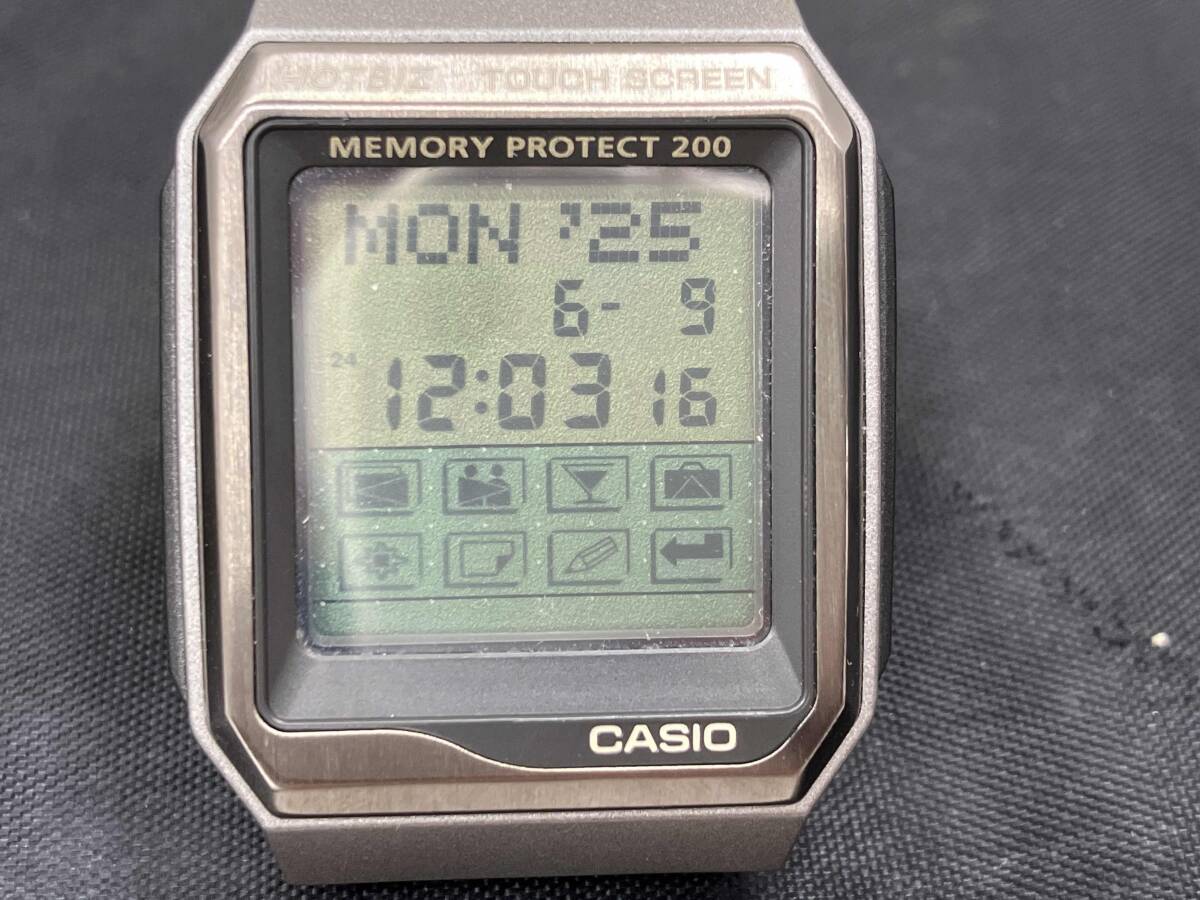 HOTBIZ TOUCH SCREEN
MEMORY PROTECT 200
MON '25
6- 9
24
12:03 16
CASIO